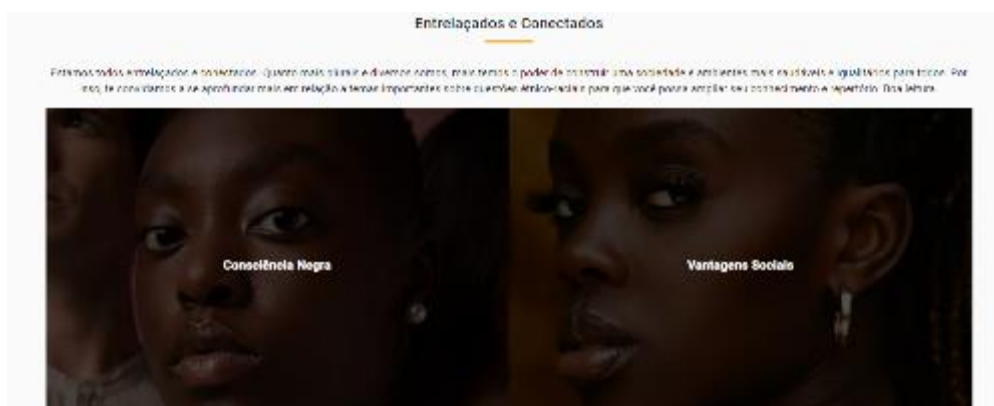 Entrelaçados e Conectados
Estamos todos entrelaçados e conectados. Quanto mais plurais e diversos somos, mais temos o poder de construir uma sociedade e ambientes mais saudáveis e igualitários para todos. Por
isso, te convidamos a se aprofundar mais em relação a temas importantes sobre questões étnico-raciais para que você possa ampliar seu conhecimento e repertório. Boa leitura.
Consciência Negra
Vantagens Sociais